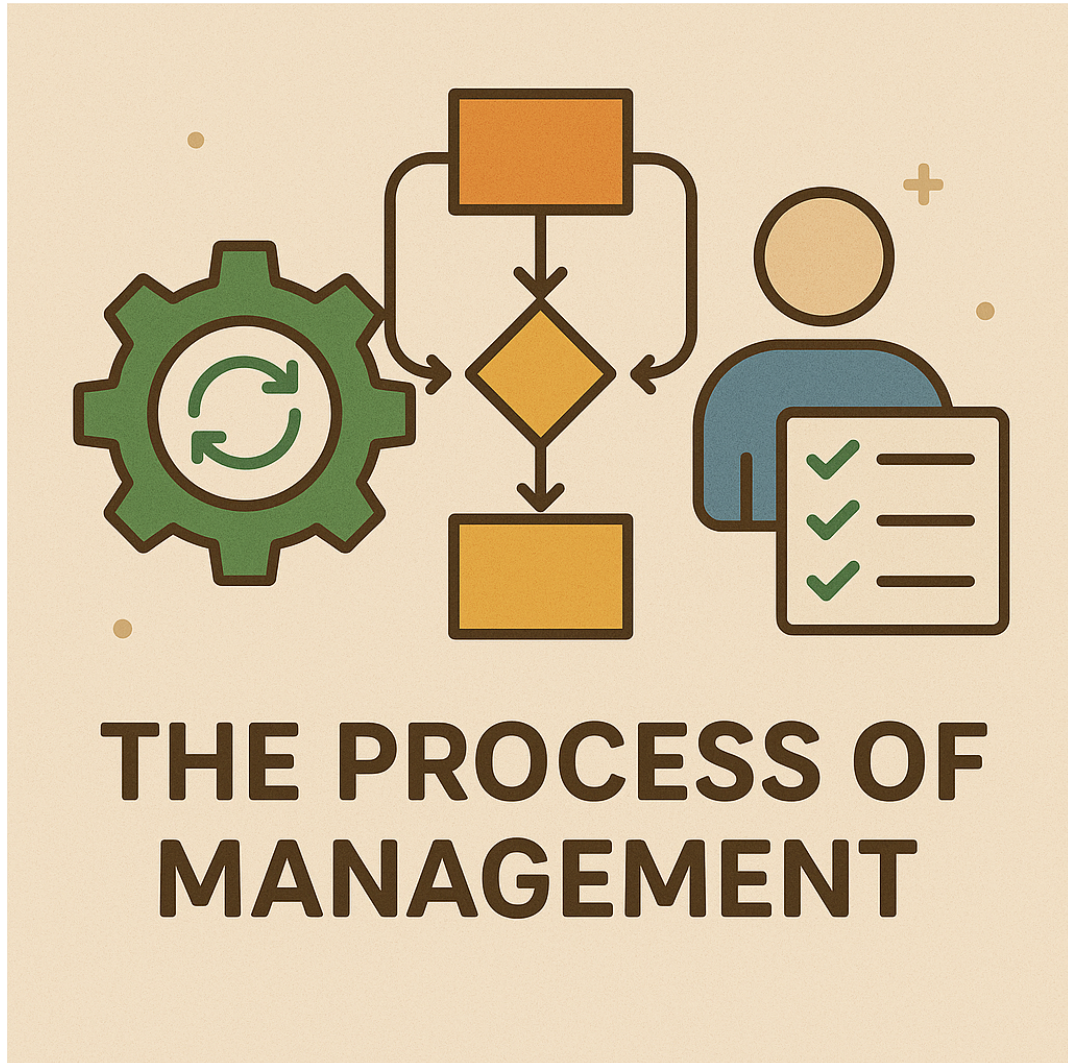 THE PROCESS OF
MANAGEMENT